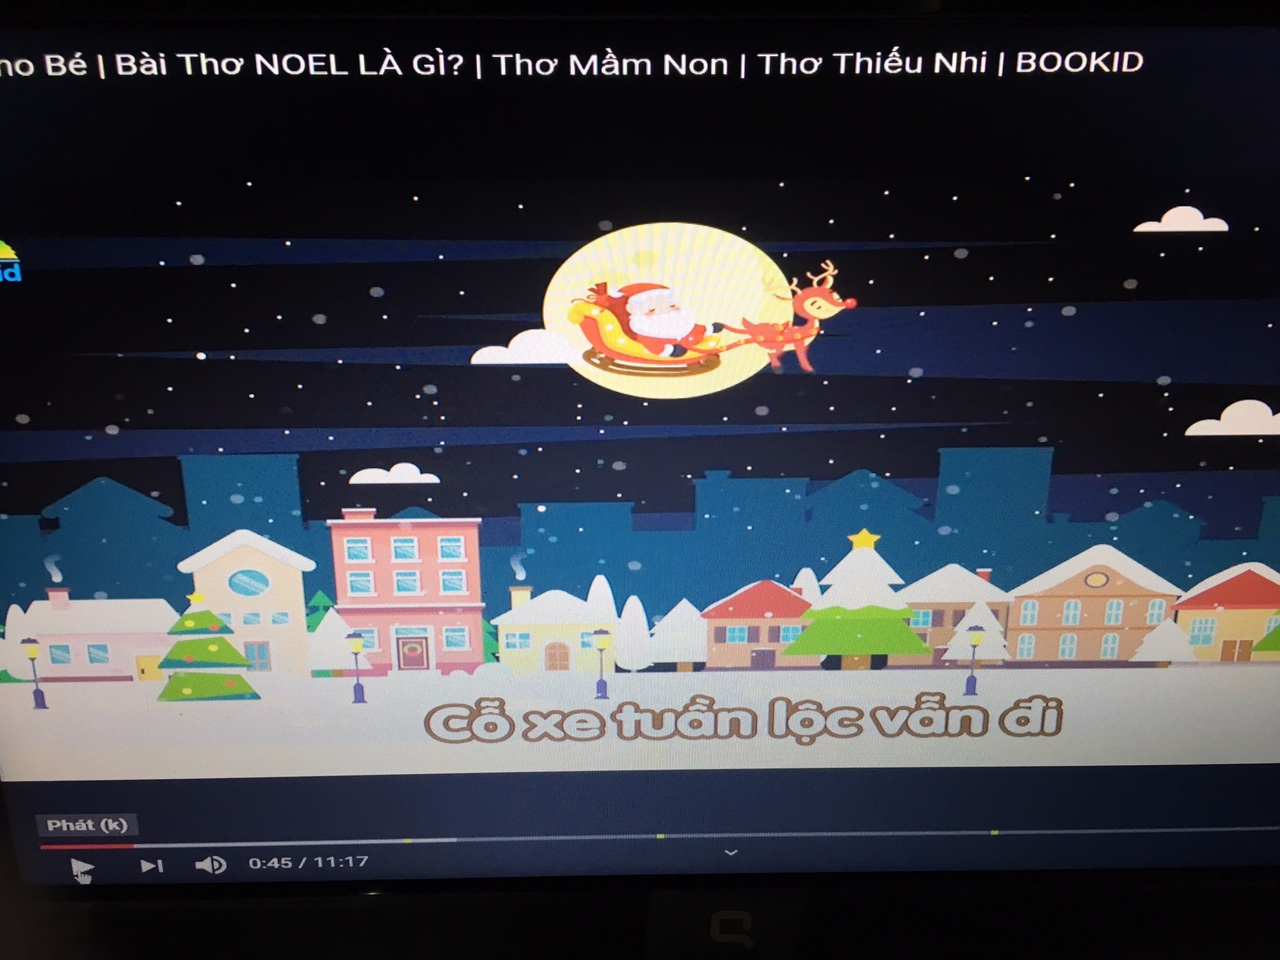 ho Bé | Bài Thơ NOEL LÀ GÌ? | Thơ Mầm Non | Thơ Thiếu Nhi | BOOKID
id
Cỗ xe tuần lộc vẫn đi
Phát (k)
0:45 / 11:17